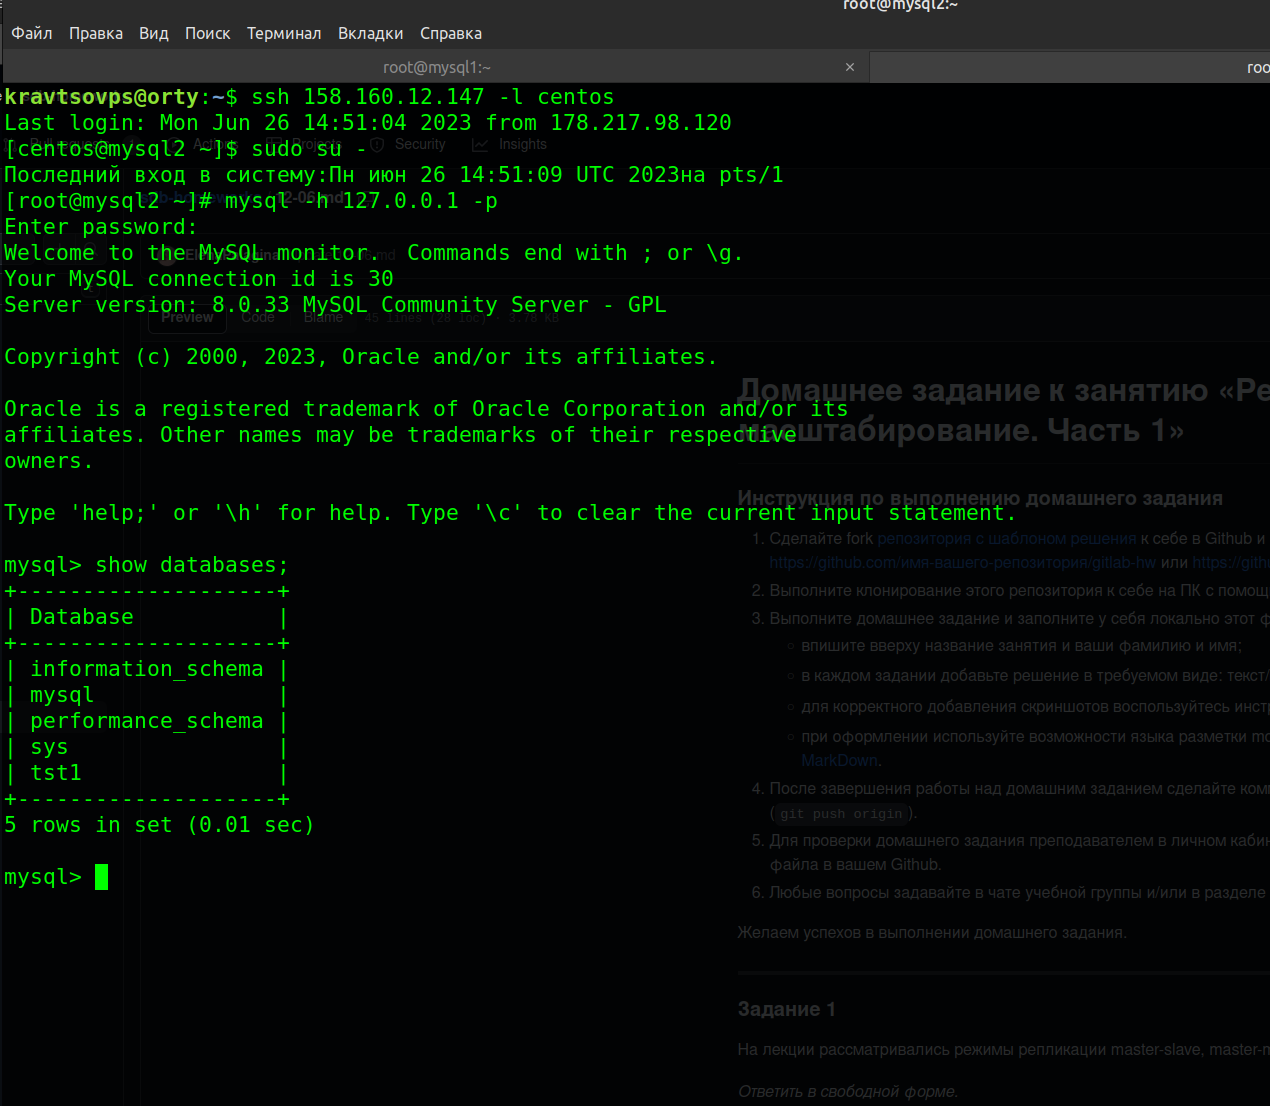 root@mysql2:~
Файл Правка Вид Поиск Терминал Вкладки Справка
root@mysql1:~ ×
kravtsovps@orty:~$ ssh 158.160.12.147 -l centos
Last login: Mon Jun 26 14:51:04 2023 from 178.217.98.120
[centos@mysql2 ~]$ sudo su -
Security Insights
Последний вход в систему:Пн июн 26 14:51:09 UTC 2023на pts/1
[root@mysql2 ~]# mysql -h 127.0.0.1 -p
Enter password:
Welcome to the MySQL monitor.  Commands end with ; or \g.
Your MySQL connection id is 30
Server version: 8.0.33 MySQL Community Server - GPL
Preview Code Blame
Copyright (c) 2000, 2023, Oracle and/or its affiliates.
Oracle is a registered trademark of Oracle Corporation and/or its
affiliates. Other names may be trademarks of their respective
owners.
Type 'help;' or '\h' for help. Type '\c' to clear the current input statement.
mysql> show databases;
+--------------------+
| Database           |
+--------------------+
| information_schema |
| mysql              |
| performance_schema |
| sys                |
| tst1               |
+--------------------+
5 rows in set (0.01 sec)
mysql>
Домашнее задание к занятию
масштабирование. Часть 1»
Инструкция по выполнению домашнего задания
1. Сделайте fork репозитория с шаблоном решения к себе в Github и
https://github.com/имя-вашего-репозитория/gitlab-hw или
2. Выполните клонирование этого репозитория к себе на ПК с
3. Выполните домашнее задание и заполните у себя локально этот
впишите вверху название занятия и ваши фамилию и имя;
в каждом задании добавьте решение в требуемом виде:
для корректного добавления скриншотов воспользуйтесь
при оформлении используйте возможности языка разметки
MarkDown.
4. После завершения работы над домашним заданием сделайте
(git push origin).
5. Для проверки домашнего задания преподавателем в личном
файла в вашем Github.
6. Любые вопросы задавайте в чате учебной группы и/или в разделе
Желаем успехов в выполнении домашнего задания.
Задание 1
На лекции рассматривались режимы репликации master-slave,
Ответить в свободной форме.